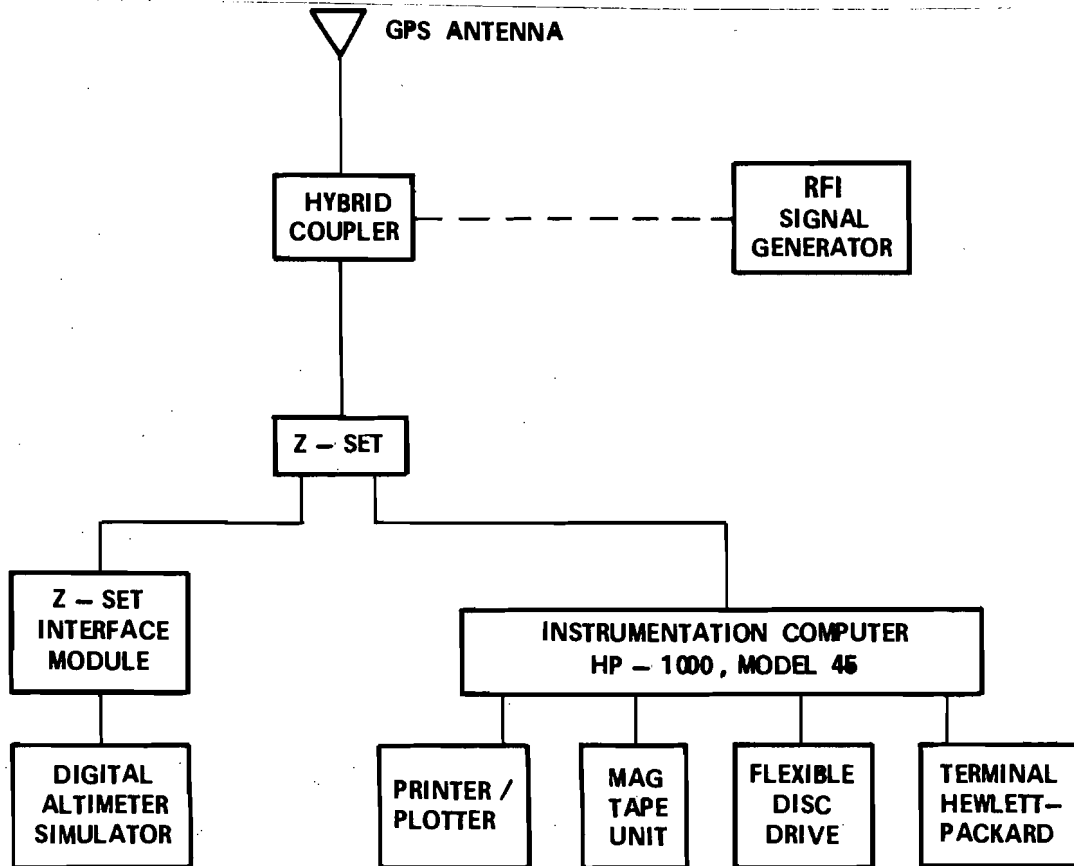 GPS ANTENNA
HYBRID
COUPLER
RFI
SIGNAL
GENERATOR
Z – SET
Z – SET
INTERFACE
MODULE
INSTRUMENTATION COMPUTER
HP – 1000, MODEL 45
DIGITAL
ALTIMETER
SIMULATOR
PRINTER /
PLOTTER
MAG
TAPE
UNIT
FLEXIBLE
DISC
DRIVE
TERMINAL
HEWLETT–
PACKARD